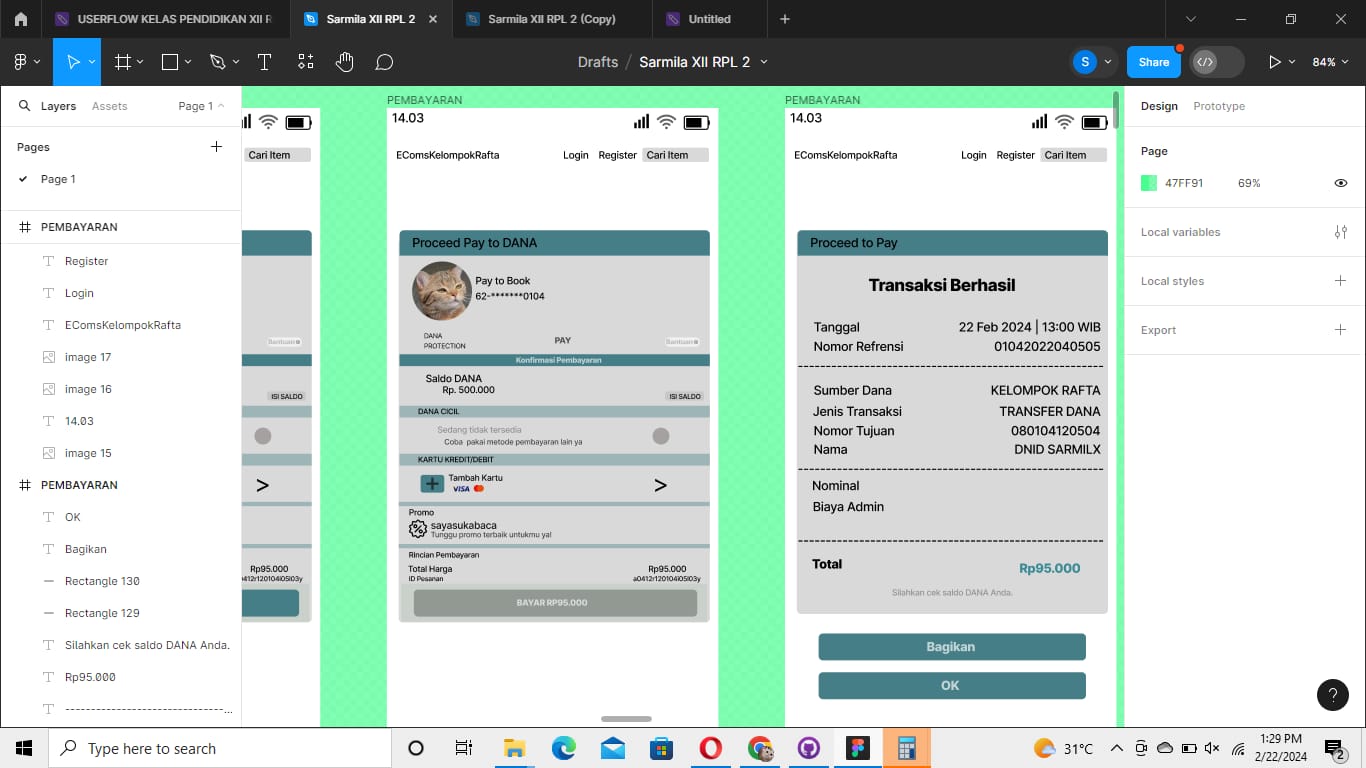 USERFLOW KELAS PENDIDIKAN XII R
Sarmila XII RPL 2
Sarmila XII RPL 2 (Copy)
Untitled
Drafts / Sarmila XII RPL 2
S
Share
84%
Layers
Assets
Page 1
Pages
Page 1
PEMBAYARAN
Register
Login
EComsKelompokRafta
image 17
image 16
14.03
image 15
PEMBAYARAN
OK
Bagikan
Rectangle 130
Rectangle 129
Silahkan cek saldo DANA Anda.
Rp95.000
-------------------------------...
Cari Item
Bantuan
ISI SALDO
>
Rp95.000
a0412r120104i05l03y
PEMBAYARAN
14.03
EComsKelompokRafta Login Register Cari Item
Proceed Pay to DANA
Pay to Book
62-*******0104
DANA
PROTECTION
PAY
Bantuan
Konfirmasi Pembayaran
Saldo DANA
Rp. 500.000
ISI SALDO
DANA CICIL
Sedang tidak tersedia
Coba pakai metode pembayaran lain ya
KARTU KREDIT/DEBIT
Tambah Kartu
VISA
>
Promo
sayasukabaca
Tunggu promo terbaik untukmu ya!
Rincian Pembayaran
Total Harga Rp95.000
ID Pesanan a0412r120104i05l03y
BAYAR RP95.000
PEMBAYARAN
14.03
EComsKelompokRafta Login Register Cari Item
Proceed to Pay
Transaksi Berhasil
Tanggal 22 Feb 2024 | 13:00 WIB
Nomor Refrensi 01042022040505
Sumber Dana KELOMPOK RAFTA
Jenis Transaksi TRANSFER DANA
Nomor Tujuan 080104120504
Nama DNID SARMILX
Nominal
Biaya Admin
Total Rp95.000
Silahkan cek saldo DANA Anda.
Bagikan
OK
Design
Prototype
Page
47FF91 69%
Local variables
Local styles
Export
?
Type here to search
31°C
1:29 PM
2/22/2024
2